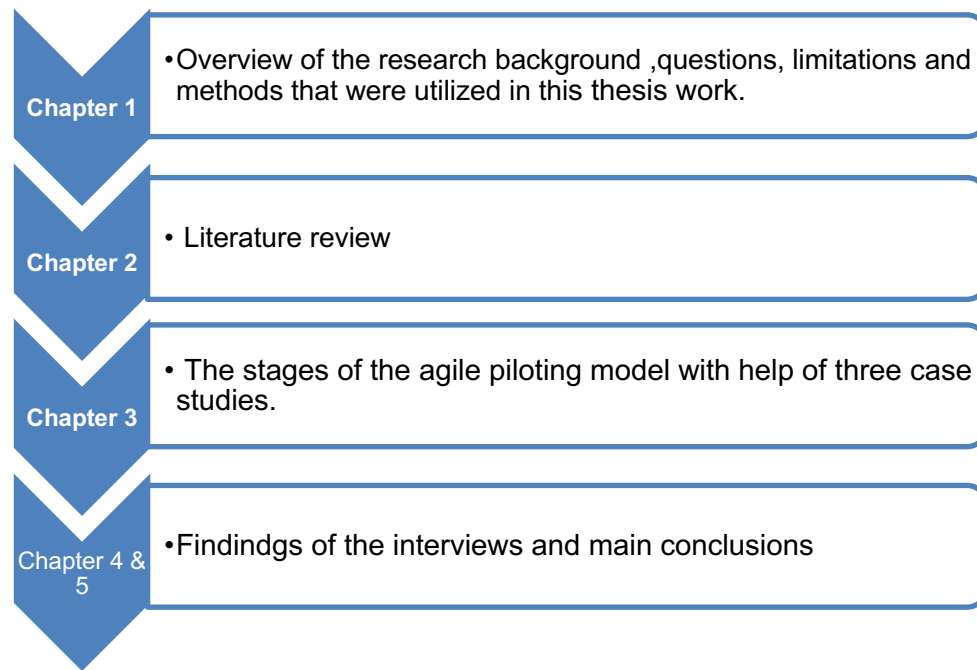 Chapter 1
•Overview of the research background ,questions, limitations and
methods that were utilized in this thesis work.
Chapter 2
• Literature review
Chapter 3
• The stages of the agile piloting model with help of three case
studies.
Chapter 4 &
5
•Findindgs of the interviews and main conclusions